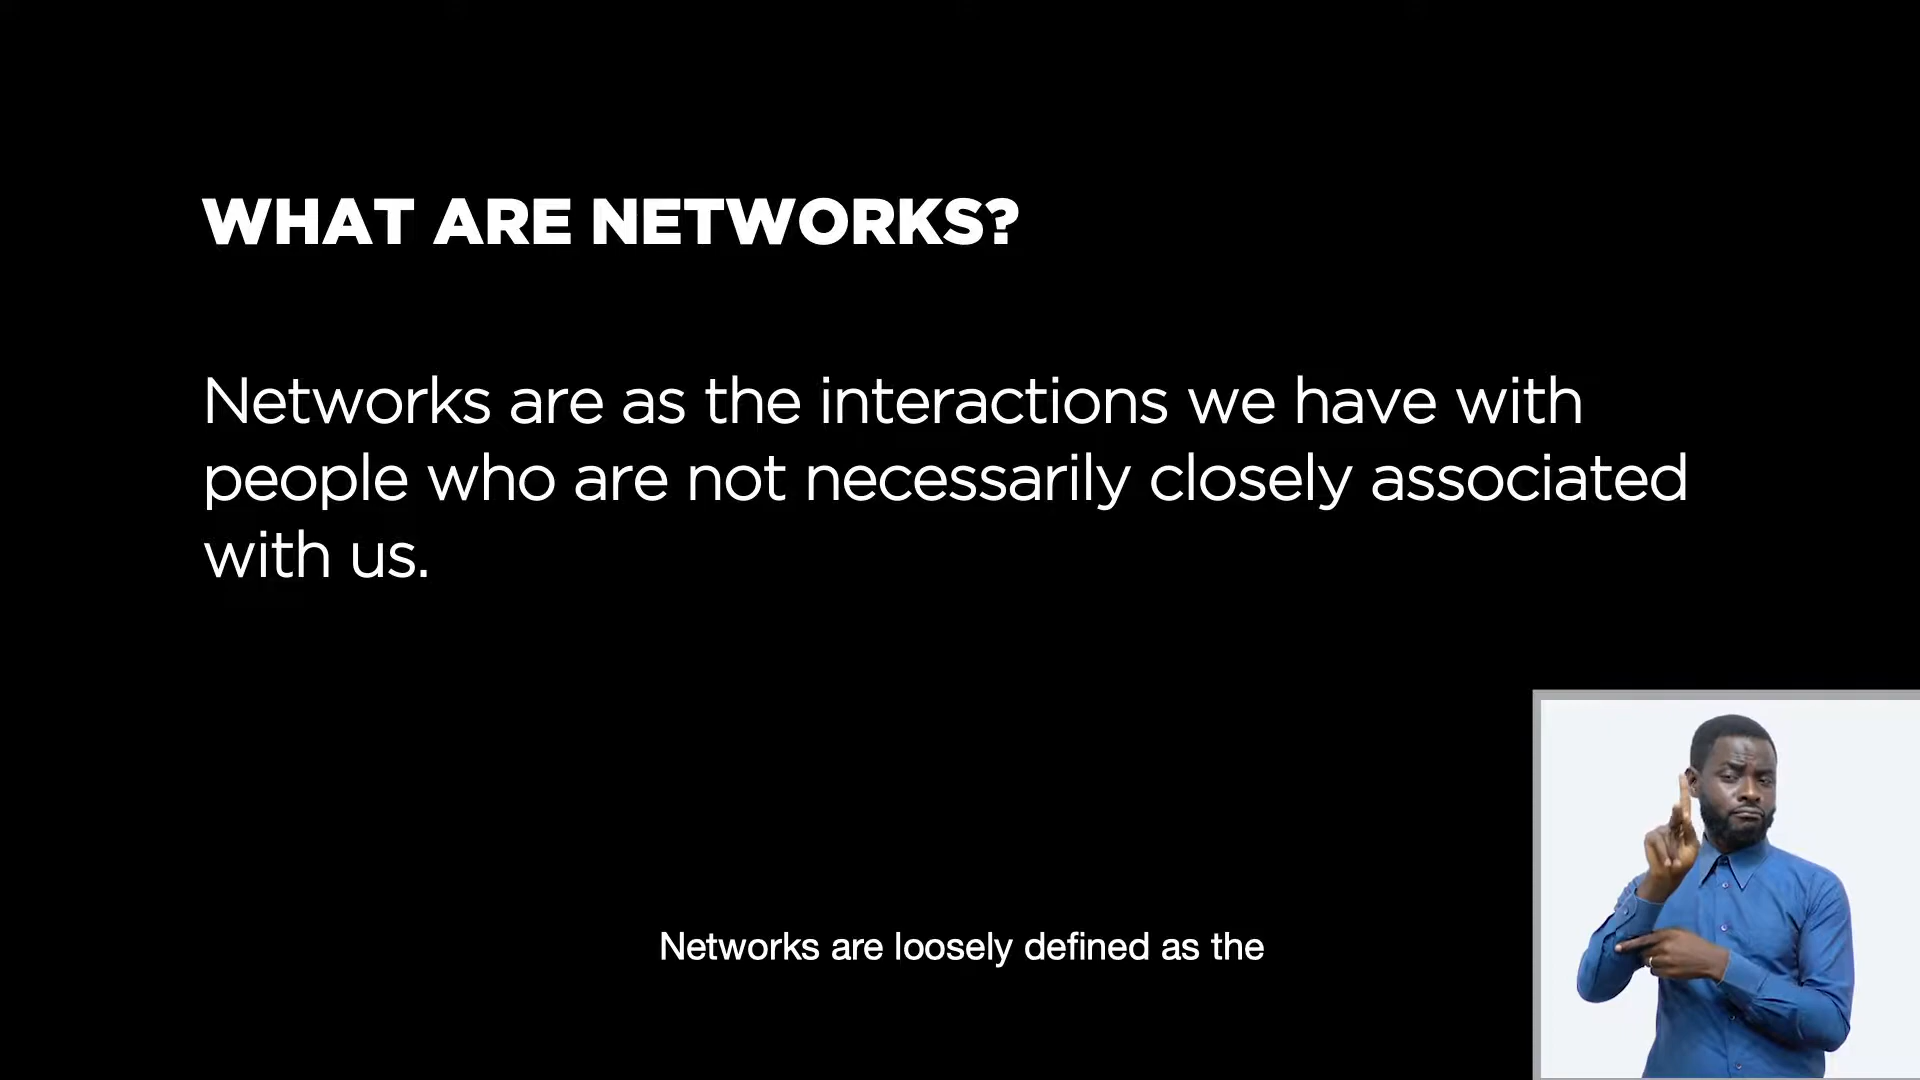 WHAT ARE NETWORKS?
Networks are as the interactions we have with
people who are not necessarily closely associated
with us.
Networks are loosely defined as the